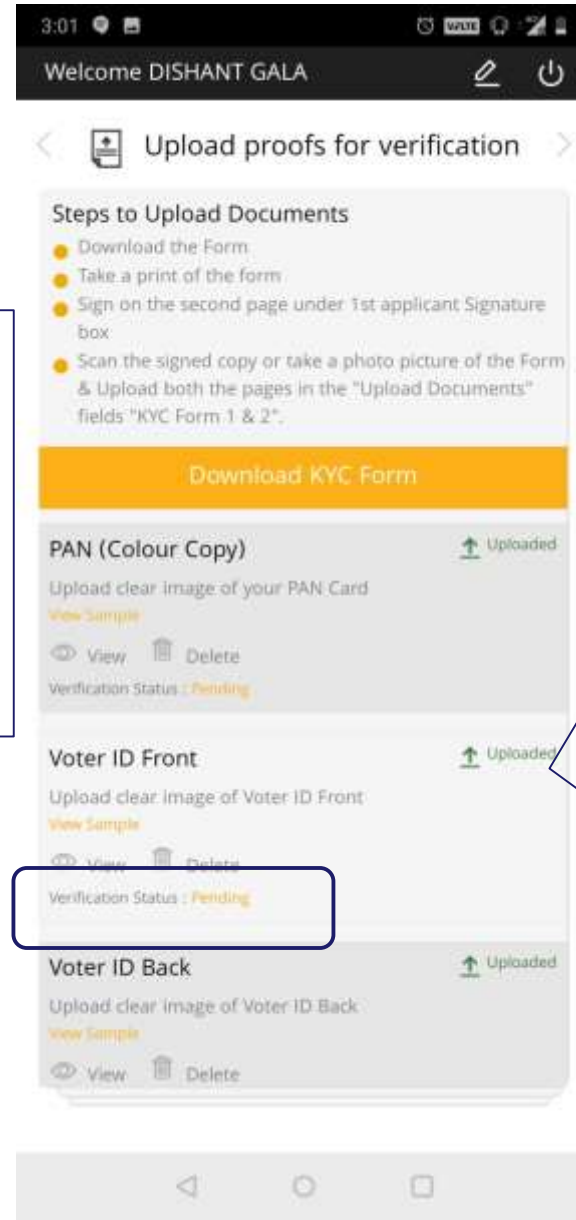 3:01
VoLTE
Welcome DISHANT GALA
Upload proofs for verification
Steps to Upload Documents
Download the Form
Take a print of the form
Sign on the second page under 1st applicant Signature
box
Scan the signed copy or take a photo picture of the Form
& Upload both the pages in the "Upload Documents"
fields "KYC Form 1 & 2".
Download KYC Form
PAN (Colour Copy) Uploaded
Upload clear image of your PAN Card
View Sample
View Delete
Verification Status : Pending
Voter ID Front Uploaded
Upload clear image of Voter ID Front
View Sample
View Delete
Verification Status : Pending
Voter ID Back Uploaded
Upload clear image of Voter ID Back
View Sample
View Delete